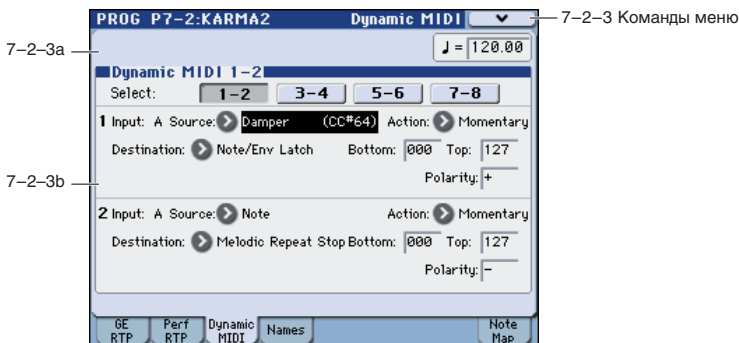 PROG P7-2:KARMA2 Dynamic MIDI
7–2–3 Команды меню
7–2–3a
♩ = 120.00
Dynamic MIDI 1-2
Select: 1-2 3-4 5-6 7-8
1 Input: A Source: Damper (CC#64) Action: Momentary
Destination: Note/Env Latch Bottom: 000 Top: 127
Polarity: +
7–2–3b
2 Input: A Source: Note Action: Momentary
Destination: Melodic Repeat Stop Bottom: 000 Top: 127
Polarity: -
GE RTP Perf RTP Dynamic MIDI Names Note Map